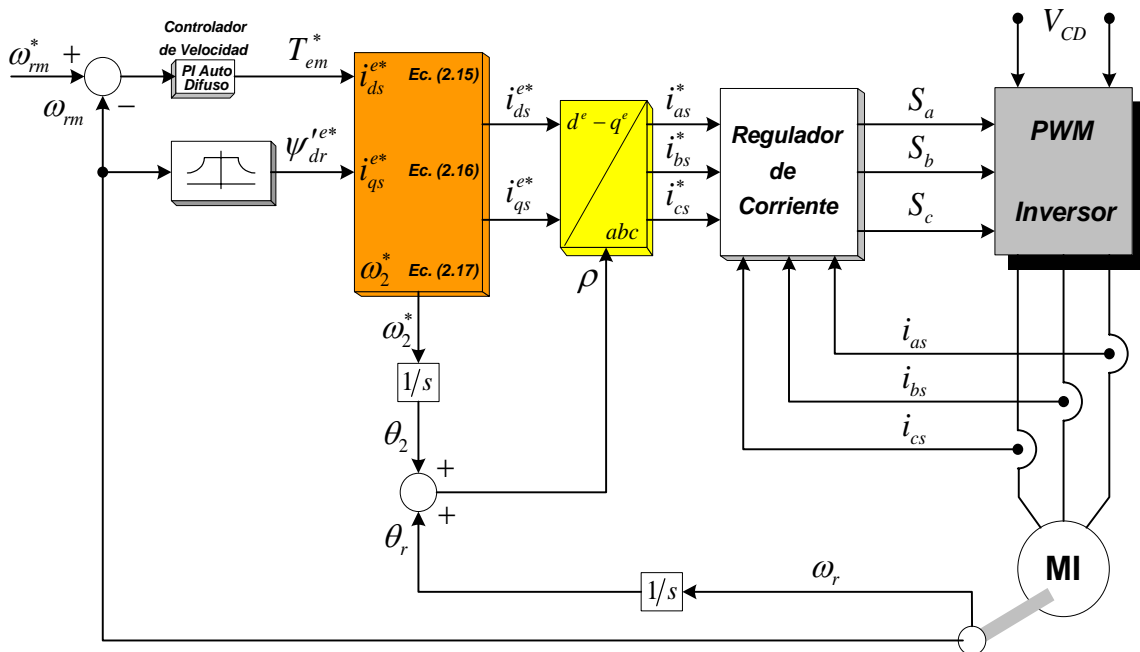 Controlador
de Velocidad
PI Auto
Difuso
ω*rm
+
−
ωrm
T*em
ψ'e*dr
ie*ds Ec. (2.15)
ie*qs Ec. (2.16)
ω*2 Ec. (2.17)
ie*ds
ie*qs
de − qe
abc
ρ
i*as
i*bs
i*cs
Regulador
de
Corriente
Sa
Sb
Sc
VCD
PWM
Inversor
ω*2
1/s
θ2
+
+
θr
ias
ibs
ics
ωr
1/s
MI